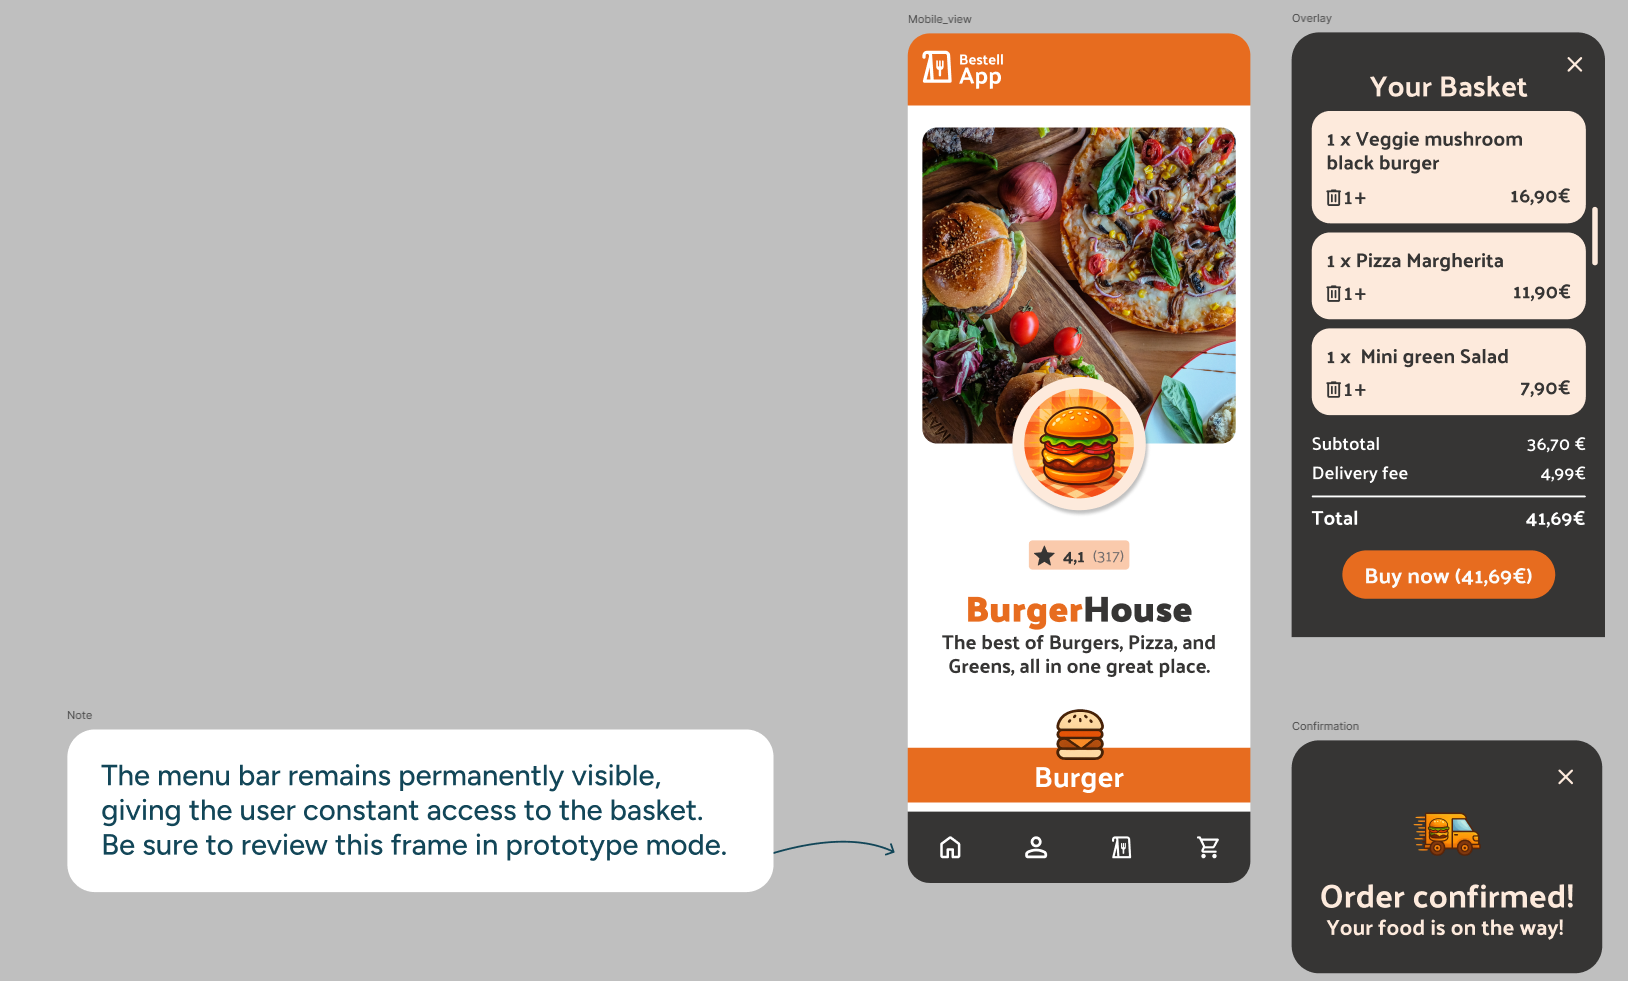 Mobile_view
Bestell
App
4,1 (317)
BurgerHouse
The best of Burgers, Pizza, and
Greens, all in one great place.
Burger
Overlay
Your Basket
1 x Veggie mushroom
black burger
1+ 16,90€
1 x Pizza Margherita
1+ 11,90€
1 x Mini green Salad
1+ 7,90€
Subtotal 36,70 €
Delivery fee 4,99€
Total 41,69€
Buy now (41,69€)
Note
The menu bar remains permanently visible,
giving the user constant access to the basket.
Be sure to review this frame in prototype mode.
Confirmation
Order confirmed!
Your food is on the way!